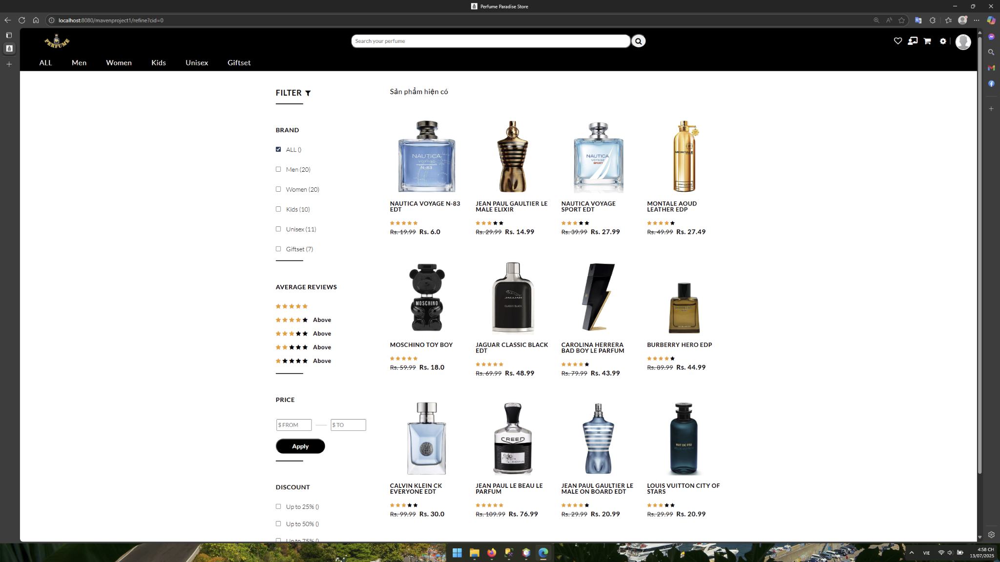 Perfume Paradise Store
localhost:8080/mavenproject1/refine?cid=0
PERFUME
Search your perfume
ALL
Men
Women
Kids
Unisex
Giftset
FILTER
BRAND
ALL ()
Men (20)
Women (20)
Kids (10)
Unisex (11)
Giftset (7)
AVERAGE REVIEWS
Above
Above
Above
Above
PRICE
$ FROM
$ TO
Apply
DISCOUNT
Up to 25% ()
Up to 50% ()
Up to 75% ()
Sản phẩm hiện có
NAUTICA
VOYAGE
N-83
NAUTICA
VOYAGE
SPORT
MONTALE
NAUTICA VOYAGE N-83
EDT
Rs. 19.99 Rs. 6.0
JEAN PAUL GAULTIER LE
MALE ELIXIR
Rs. 29.99 Rs. 14.99
NAUTICA VOYAGE
SPORT EDT
Rs. 39.99 Rs. 27.99
MONTALE AOUD
LEATHER EDP
Rs. 49.99 Rs. 27.49
MOSCHINO
JAGUAR
CLASSIC BLACK
MOSCHINO TOY BOY
Rs. 59.99 Rs. 18.0
JAGUAR CLASSIC BLACK
EDT
Rs. 69.99 Rs. 48.99
CAROLINA HERRERA
BAD BOY LE PARFUM
Rs. 79.99 Rs. 43.99
BURBERRY HERO EDP
Rs. 89.99 Rs. 44.99
CREED
AVENTUS
NUIT DE FEU
LOUIS VUITTON
CALVIN KLEIN CK
EVERYONE EDT
Rs. 99.99 Rs. 30.0
JEAN PAUL LE BEAU LE
PARFUM
Rs. 109.99 Rs. 76.99
JEAN PAUL GAULTIER LE
MALE ON BOARD EDT
Rs. 29.99 Rs. 20.99
LOUIS VUITTON CITY OF
STARS
Rs. 29.99 Rs. 20.99
VIE
4:58 CH
13/07/2025